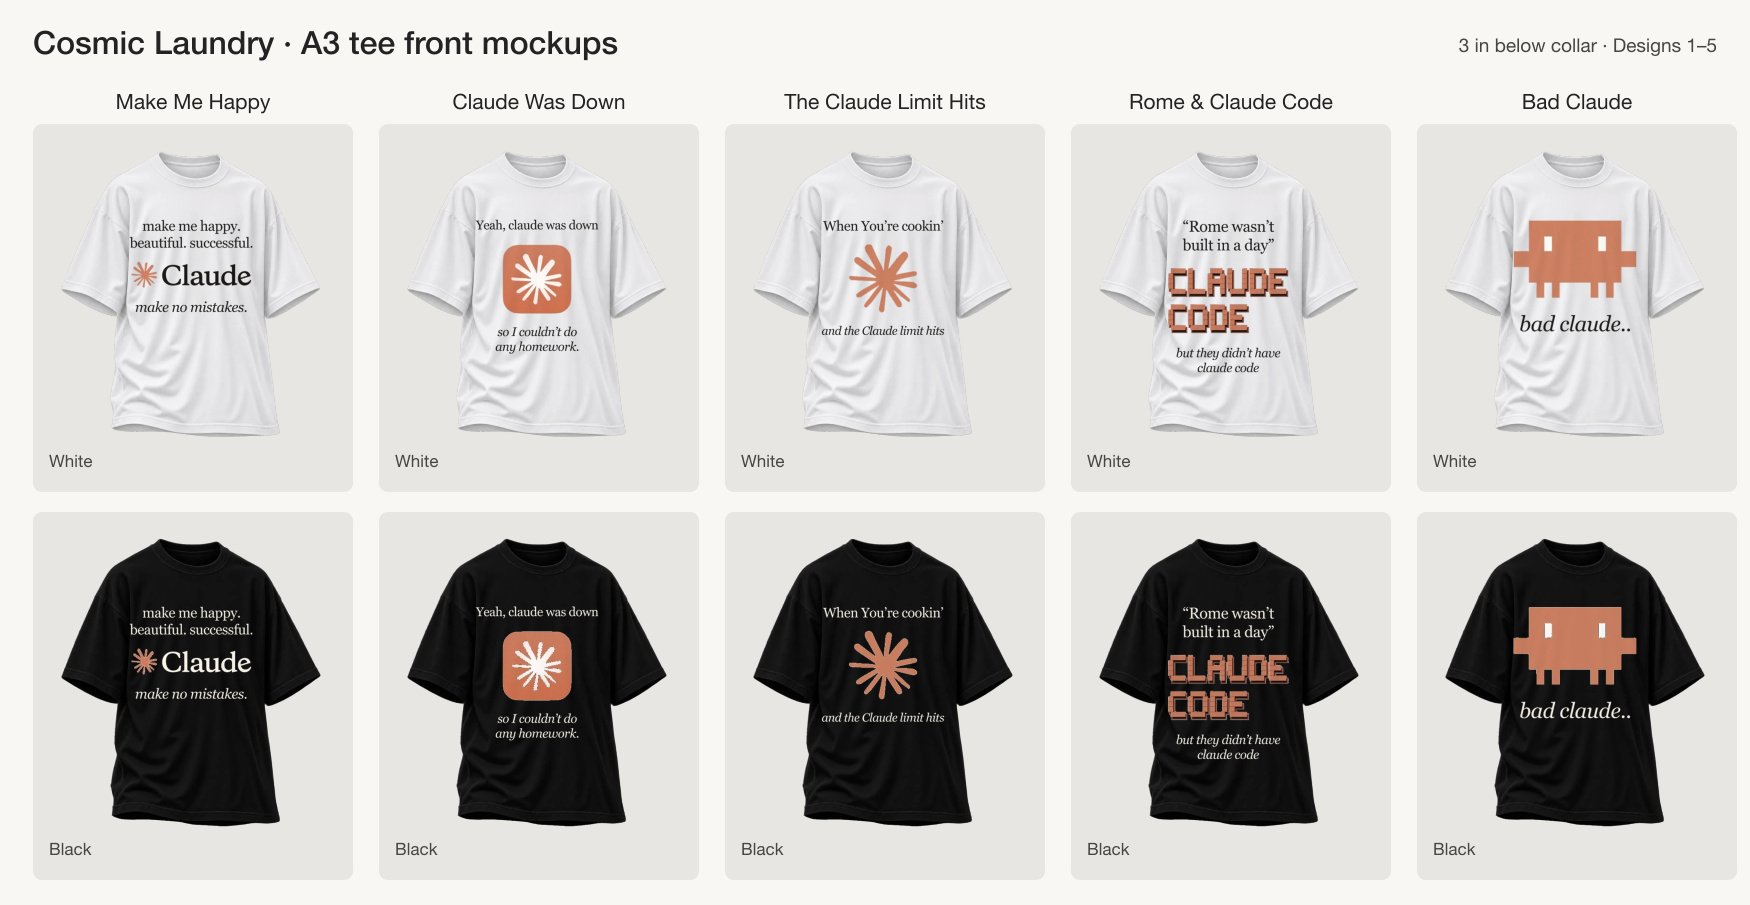 Cosmic Laundry · A3 tee front mockups
3 in below collar · Designs 1–5
Make Me Happy
Claude Was Down
The Claude Limit Hits
Rome & Claude Code
Bad Claude
make me happy.
beautiful. successful.
Claude
make no mistakes.
White
Yeah, claude was down
so I couldn’t do
any homework.
White
When You’re cookin’
and the Claude limit hits
White
“Rome wasn’t
built in a day”
CLAUDE
CODE
but they didn’t have
claude code
White
bad claude..
White
make me happy.
beautiful. successful.
Claude
make no mistakes.
Black
Yeah, claude was down
so I couldn’t do
any homework.
Black
When You’re cookin’
and the Claude limit hits
Black
“Rome wasn’t
built in a day”
CLAUDE
CODE
but they didn’t have
claude code
Black
bad claude..
Black